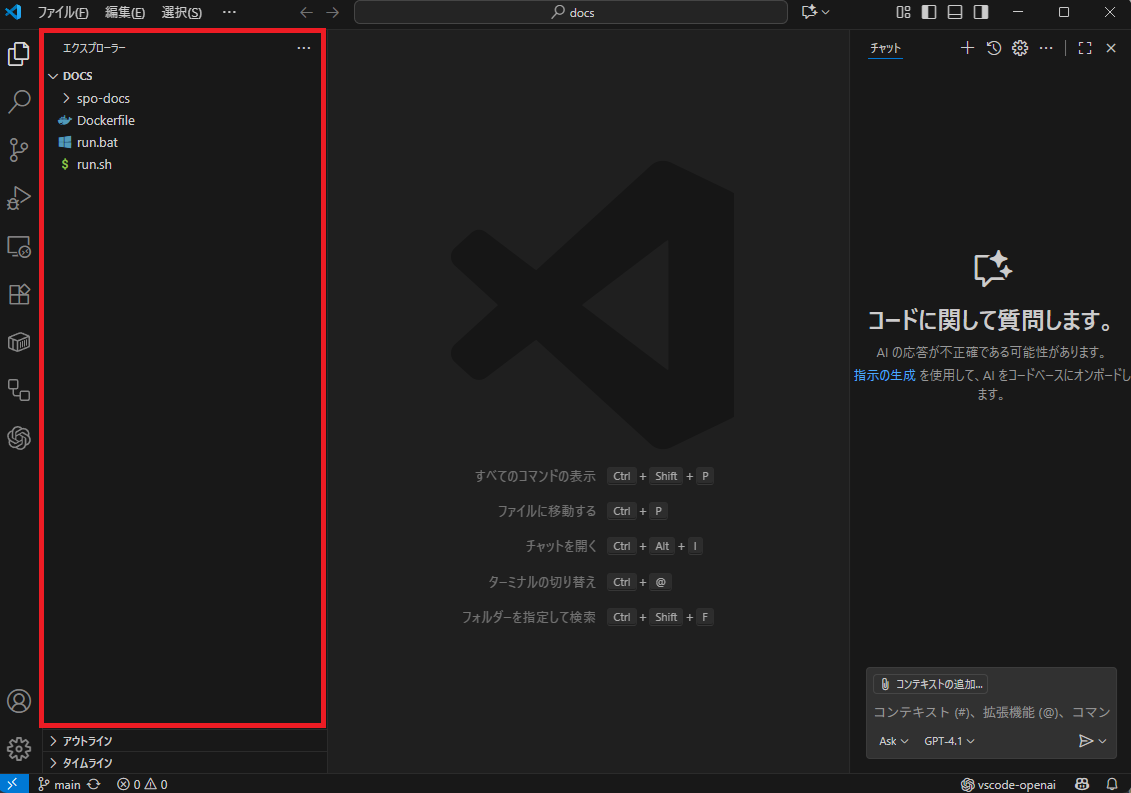 ファイル(F) 編集(E) 選択(S) ··· docs
エクスプローラー ···
DOCS
spo-docs
Dockerfile
run.bat
$ run.sh
アウトライン
タイムライン
すべてのコマンドの表示 Ctrl + Shift + P
ファイルに移動する Ctrl + P
チャットを開く Ctrl + Alt + I
ターミナルの切り替え Ctrl + @
フォルダーを指定して検索 Ctrl + Shift + F
チャット
コードに関して質問します。
AI の応答が不正確である可能性があります。
指示の生成 を使用して、AI をコードベースにオンボードし
ます。
コンテキストの追加...
コンテキスト (#)、拡張機能 (@)、コマン
Ask GPT-4.1
main 0 0 vscode-openai